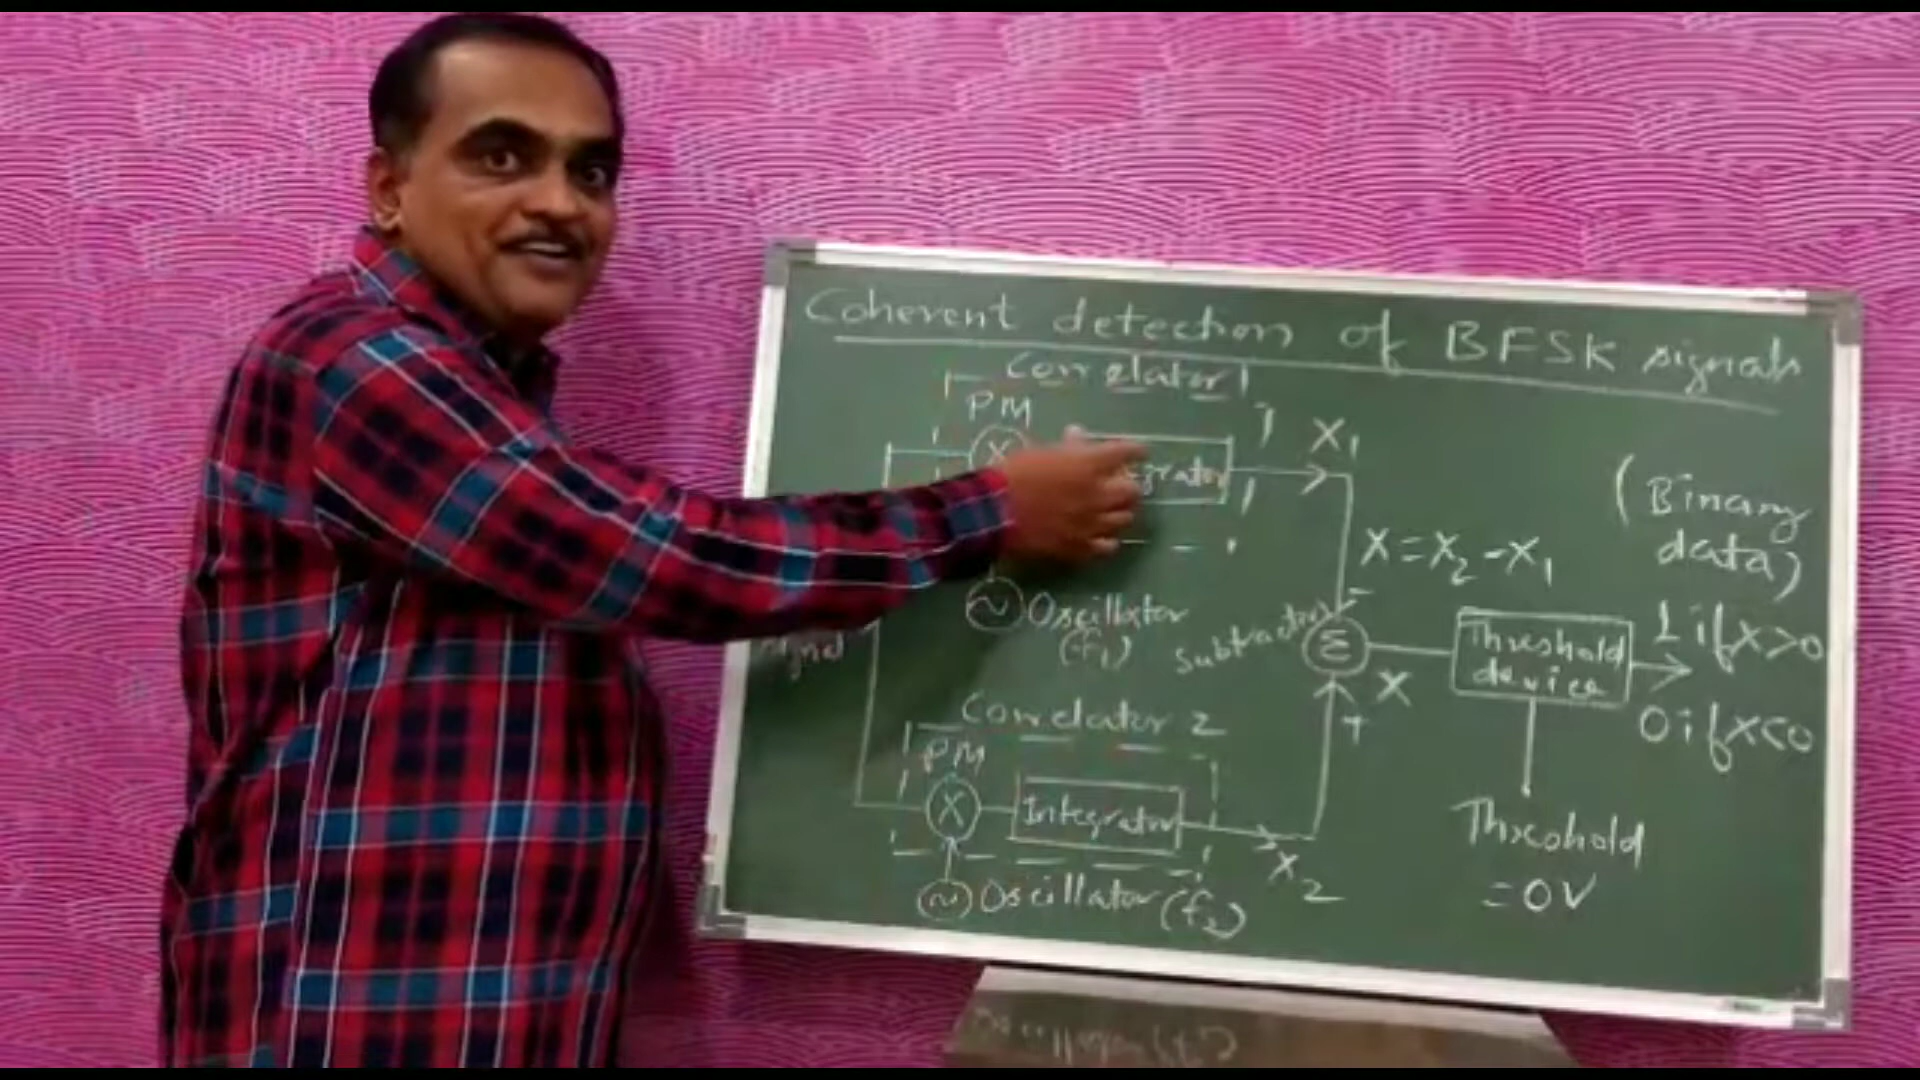 Coherent detection of BFSK signals
Correlator 1
PM
X
X1
Oscillator
(f1)
Subtractor
-
Σ
+
X = X2 - X1
X
Threshold
device
(Binary
data)
1 if X>0
0 if X<0
Threshold
= 0V
Correlator 2
PM
X
Integrator
X2
Oscillator (f2)